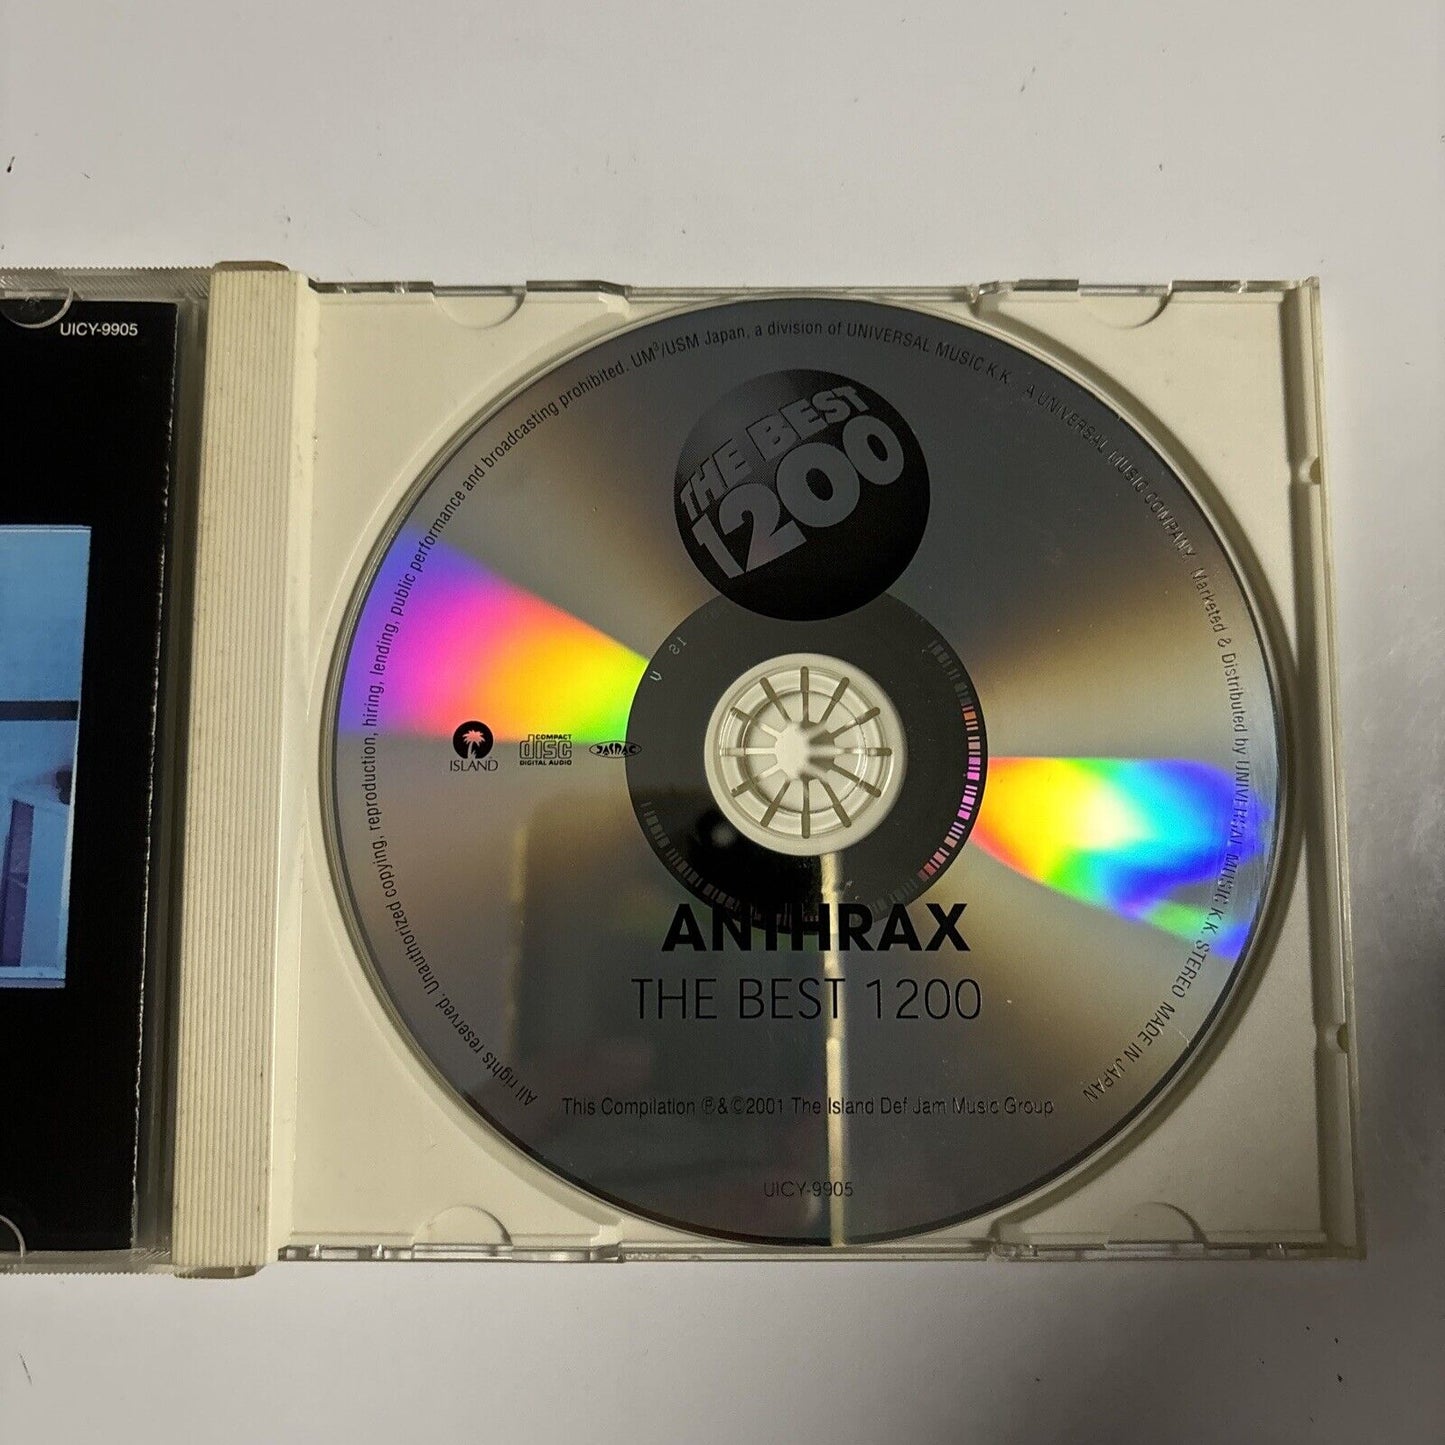 UICY-9905
All rights reserved. Unauthorized copying, reproduction, hiring, lending, public performance and broadcasting prohibited. UM³/USM Japan, a division of UNIVERSAL MUSIC K.K. A UNIVERSAL MUSIC COMPANY. Marketed & Distributed by UNIVERSAL MUSIC K.K. STEREO MADE IN JAPAN
THE BEST
1200
ISLAND
COMPACT
disc
DIGITAL AUDIO
JASRAC
ANTHRAX
THE BEST 1200
This Compilation ℗&©2001 The Island Def Jam Music Group
UICY-9905